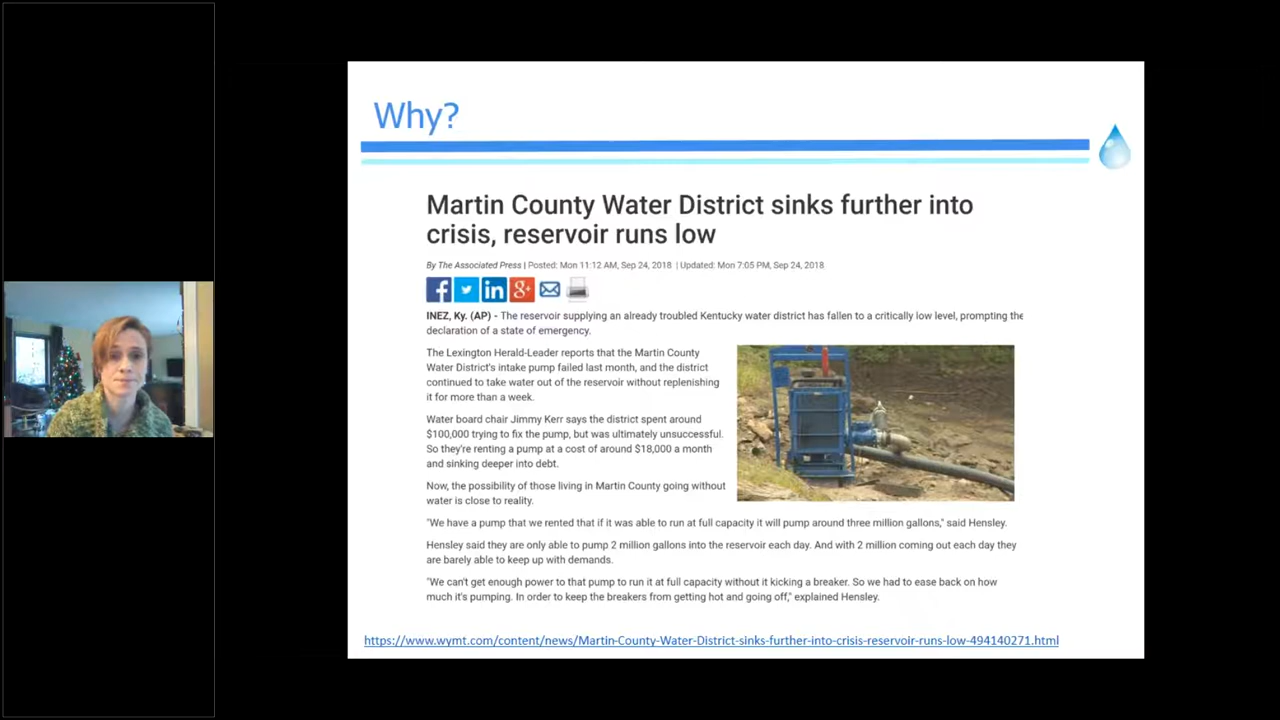 Why?
Martin County Water District sinks further into
crisis, reservoir runs low
By The Associated Press | Posted: Mon 11:12 AM, Sep 24, 2018 | Updated: Mon 7:05 PM, Sep 24, 2018
INEZ, Ky. (AP) - The reservoir supplying an already troubled Kentucky water district has fallen to a critically low level, prompting the
declaration of a state of emergency.
The Lexington Herald-Leader reports that the Martin County
Water District's intake pump failed last month, and the district
continued to take water out of the reservoir without replenishing
it for more than a week.
Water board chair Jimmy Kerr says the district spent around
$100,000 trying to fix the pump, but was ultimately unsuccessful.
So they're renting a pump at a cost of around $18,000 a month
and sinking deeper into debt.
Now, the possibility of those living in Martin County going without
water is close to reality.
"We have a pump that we rented that if it was able to run at full capacity it will pump around three million gallons," said Hensley.
Hensley said they are only able to pump 2 million gallons into the reservoir each day. And with 2 million coming out each day they
are barely able to keep up with demands.
"We can't get enough power to that pump to run it at full capacity without it kicking a breaker. So we had to ease back on how
much it's pumping. In order to keep the breakers from getting hot and going off," explained Hensley.
https://www.wymt.com/content/news/Martin-County-Water-District-sinks-further-into-crisis-reservoir-runs-low-494140271.html